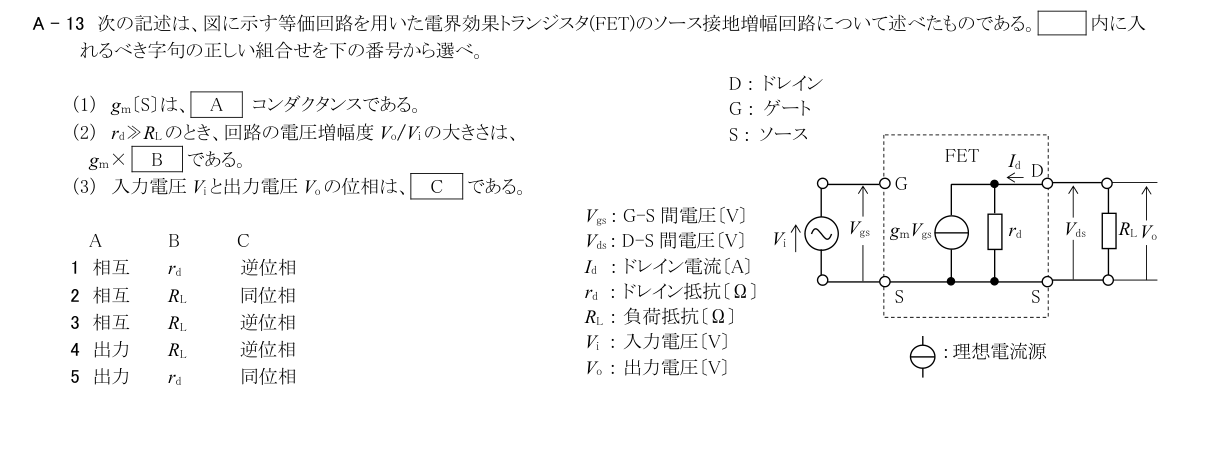 A－13 次の記述は、図に示す等価回路を用いた電界効果トランジスタ(FET)のソース接地増幅回路について述べたものである。 内に入
れるべき字句の正しい組合せを下の番号から選べ。
(1) gm〔S〕は、 A コンダクタンスである。
(2) rd≫RLのとき、回路の電圧増幅度 Vo/Viの大きさは、
gm× B である。
(3) 入力電圧 Viと出力電圧 Voの位相は、 C である。
A B C
1 相互 rd 逆位相
2 相互 RL 同位相
3 相互 RL 逆位相
4 出力 RL 逆位相
5 出力 rd 同位相
D：ドレイン
G：ゲート
S：ソース
Vgs：G-S 間電圧〔V〕
Vds：D-S 間電圧〔V〕
Id：ドレイン電流〔A〕
rd：ドレイン抵抗〔Ω〕
RL：負荷抵抗〔Ω〕
Vi：入力電圧〔V〕
Vo：出力電圧〔V〕
FET
Id
D
G
Vi
Vgs
gmVgs
rd
Vds
RL
Vo
S
S
：理想電流源